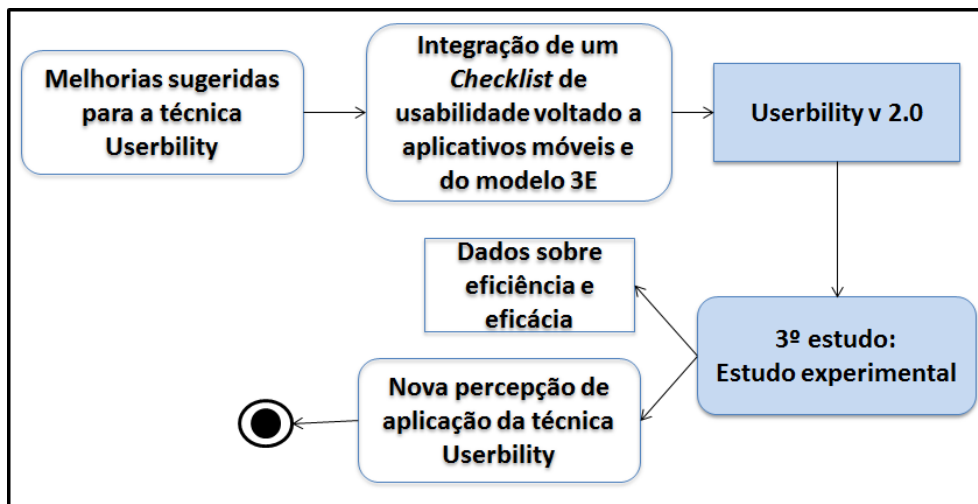 Melhorias sugeridas
para a técnica
Userbility
Integração de um
Checklist de
usabilidade voltado a
aplicativos móveis e
do modelo 3E
Userbility v 2.0
Dados sobre
eficiência e
eficácia
3º estudo:
Estudo experimental
Nova percepção de
aplicação da técnica
Userbility